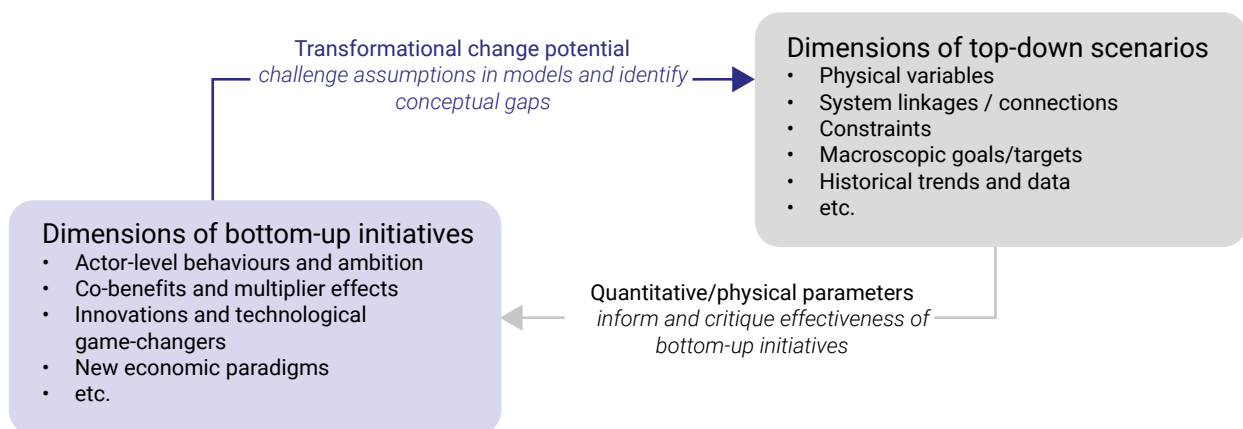 Transformational change potential
challenge assumptions in models and identify
conceptual gaps
Dimensions of top-down scenarios
• Physical variables
• System linkages / connections
• Constraints
• Macroscopic goals/targets
• Historical trends and data
• etc.
Dimensions of bottom-up initiatives
• Actor-level behaviours and ambition
• Co-benefits and multiplier effects
• Innovations and technological
game-changers
• New economic paradigms
• etc.
Quantitative/physical parameters
inform and critique effectiveness of
bottom-up initiatives